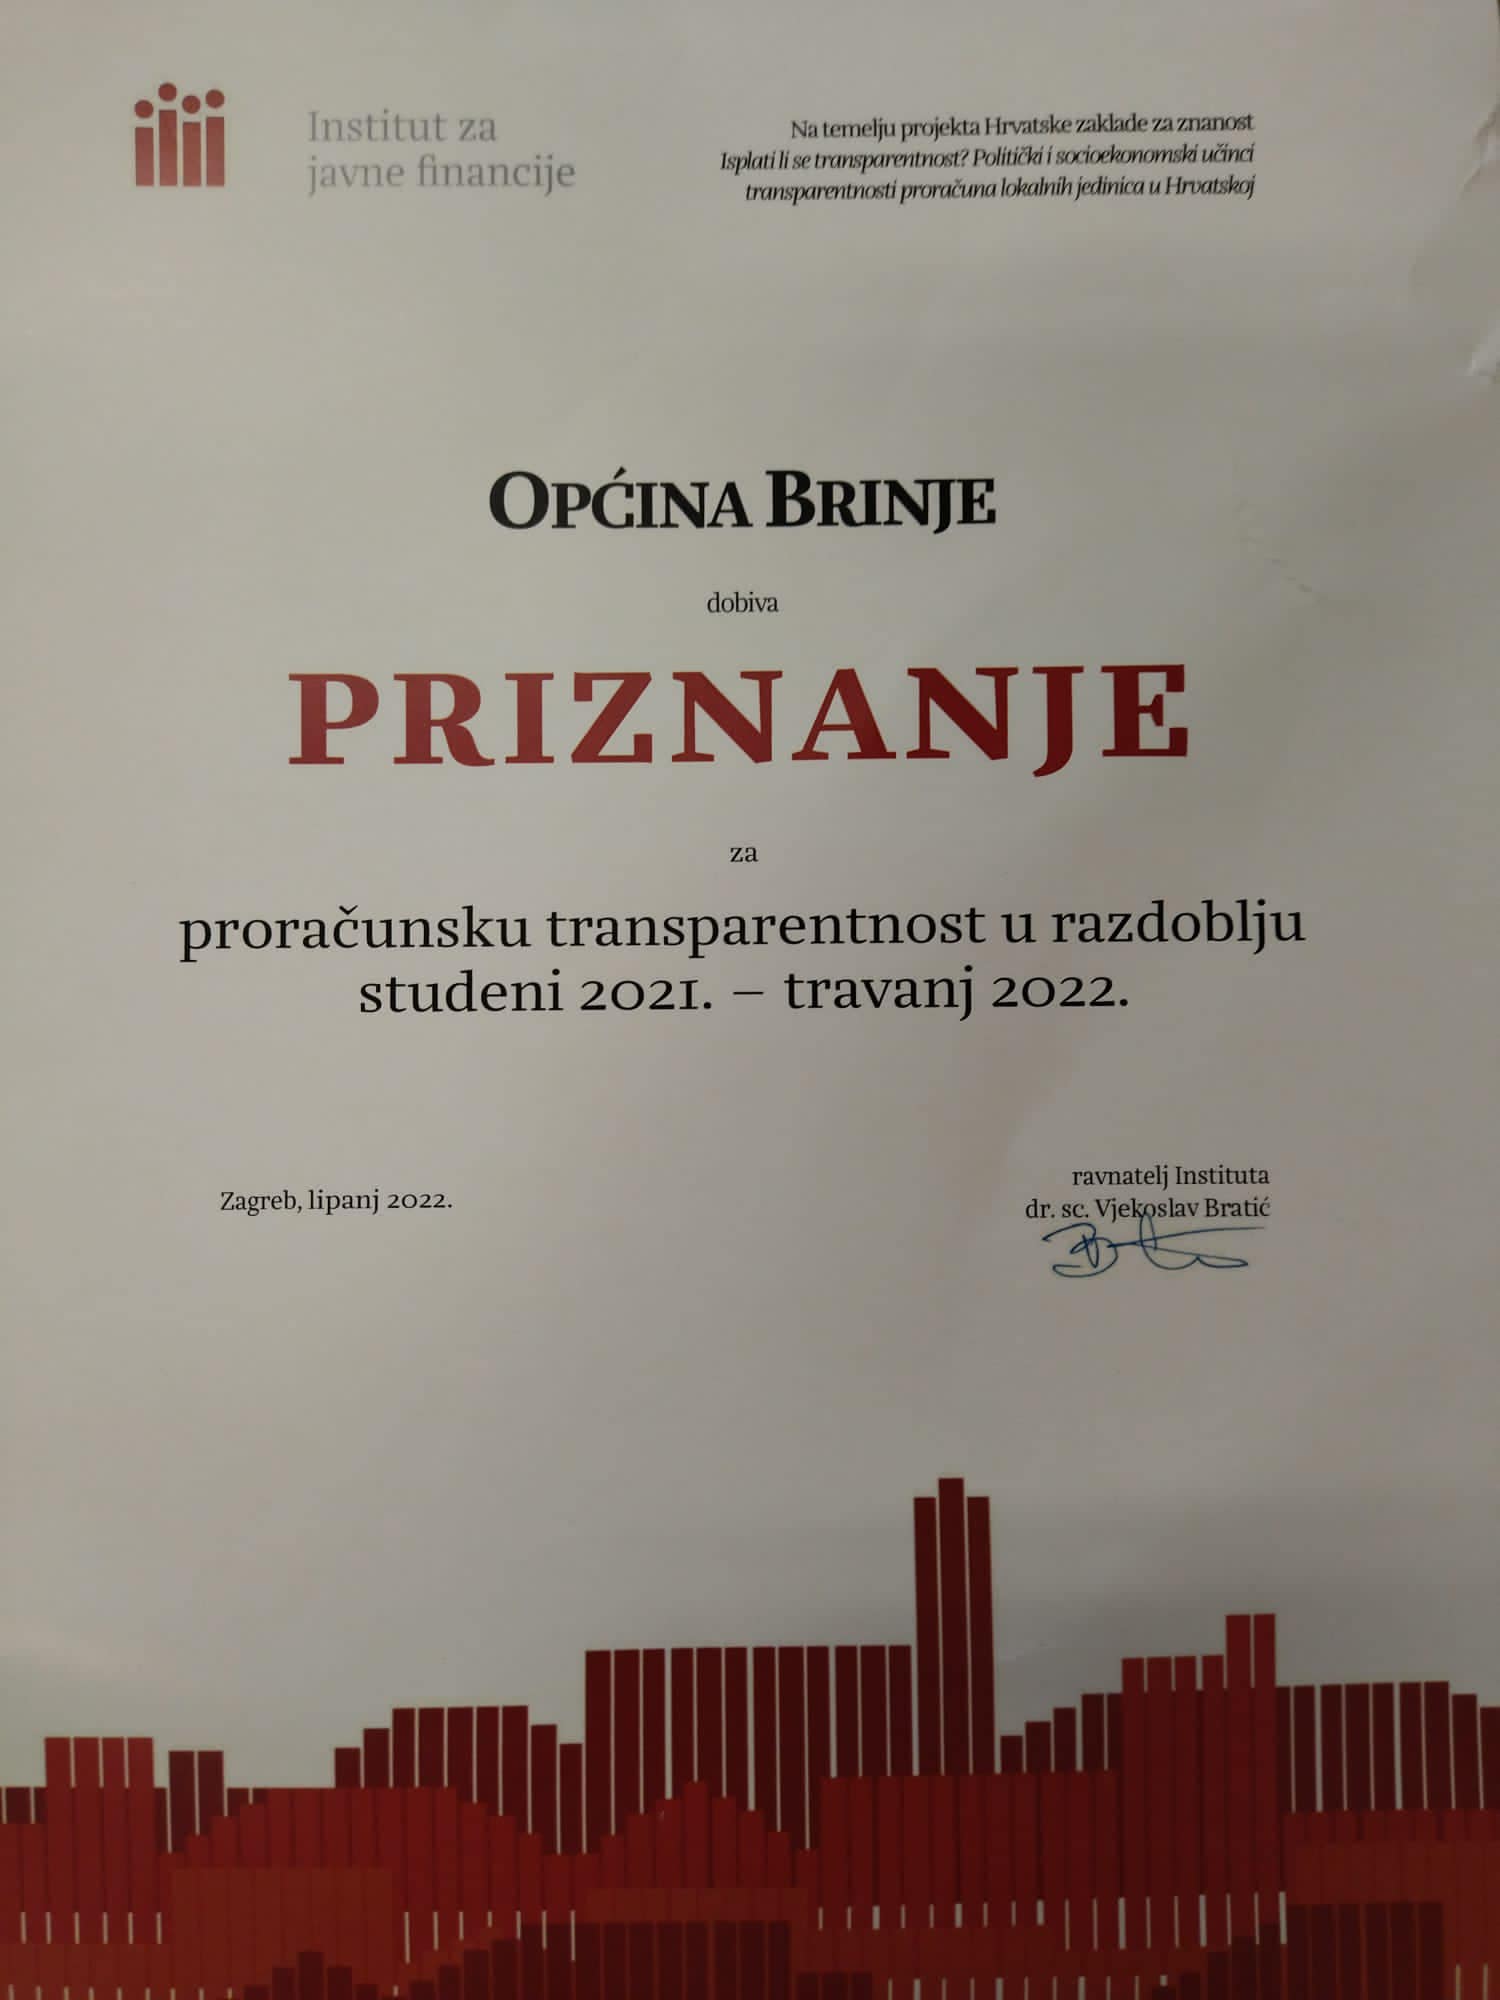 Institut za
javne financije
Na temelju projekta Hrvatske zaklade za znanost
Isplati li se transparentnost? Politički i socioekonomski učinci
transparentnosti proračuna lokalnih jedinica u Hrvatskoj
OPĆINA BRINJE
dobiva
PRIZNANJE
za
proračunsku transparentnost u razdoblju
studeni 2021. – travanj 2022.
Zagreb, lipanj 2022.
ravnatelj Instituta
dr. sc. Vjekoslav Bratić